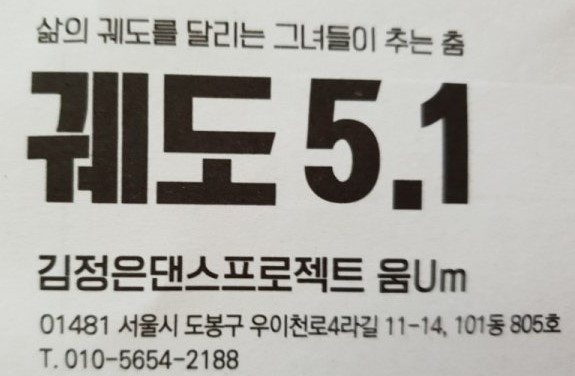 삶의 궤도를 달리는 그녀들이 추는 춤
궤도 5.1
김정은댄스프로젝트 움Um
01481 서울시 도봉구 우이천로4라길 11-14, 101동 805호
T. 010-5654-2188